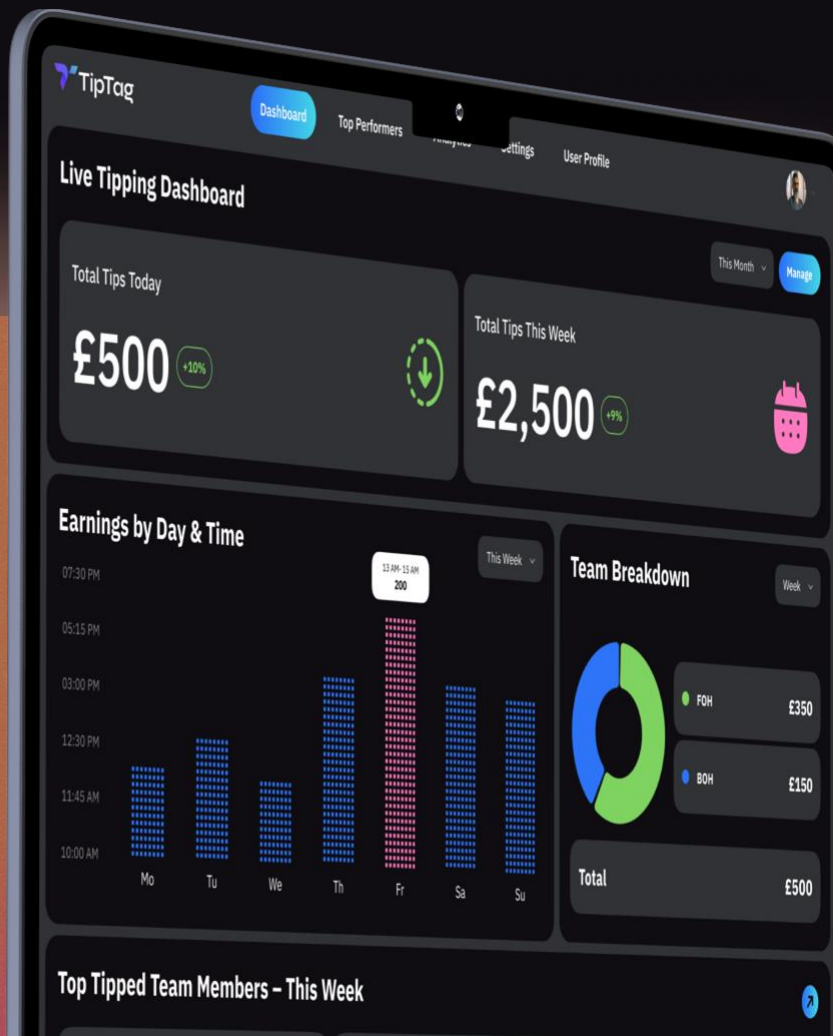 TipTag
Dashboard
Top Performers
Analytics
Settings
User Profile
Live Tipping Dashboard
This Month
Manage
Total Tips Today
£500
+10%
Total Tips This Week
£2,500
+9%
Earnings by Day & Time
This Week
07:30 PM
05:15 PM
03:00 PM
12:30 PM
11:45 AM
10:00 AM
13 AM- 15 AM
200
Mo
Tu
We
Th
Fr
Sa
Su
Team Breakdown
Week
FOH
£350
BOH
£150
Total
£500
Top Tipped Team Members – This Week